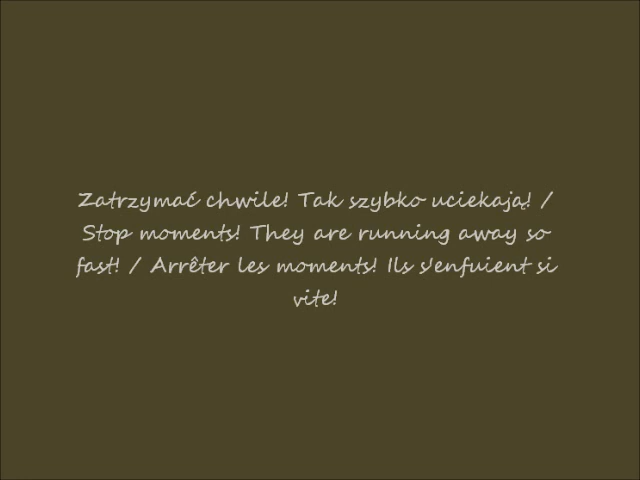 Zatrzymać chwile! Tak szybko uciekają! /
Stop moments! They are running away so
fast! / Arrêter les moments! Ils s'enfuient si
vite!